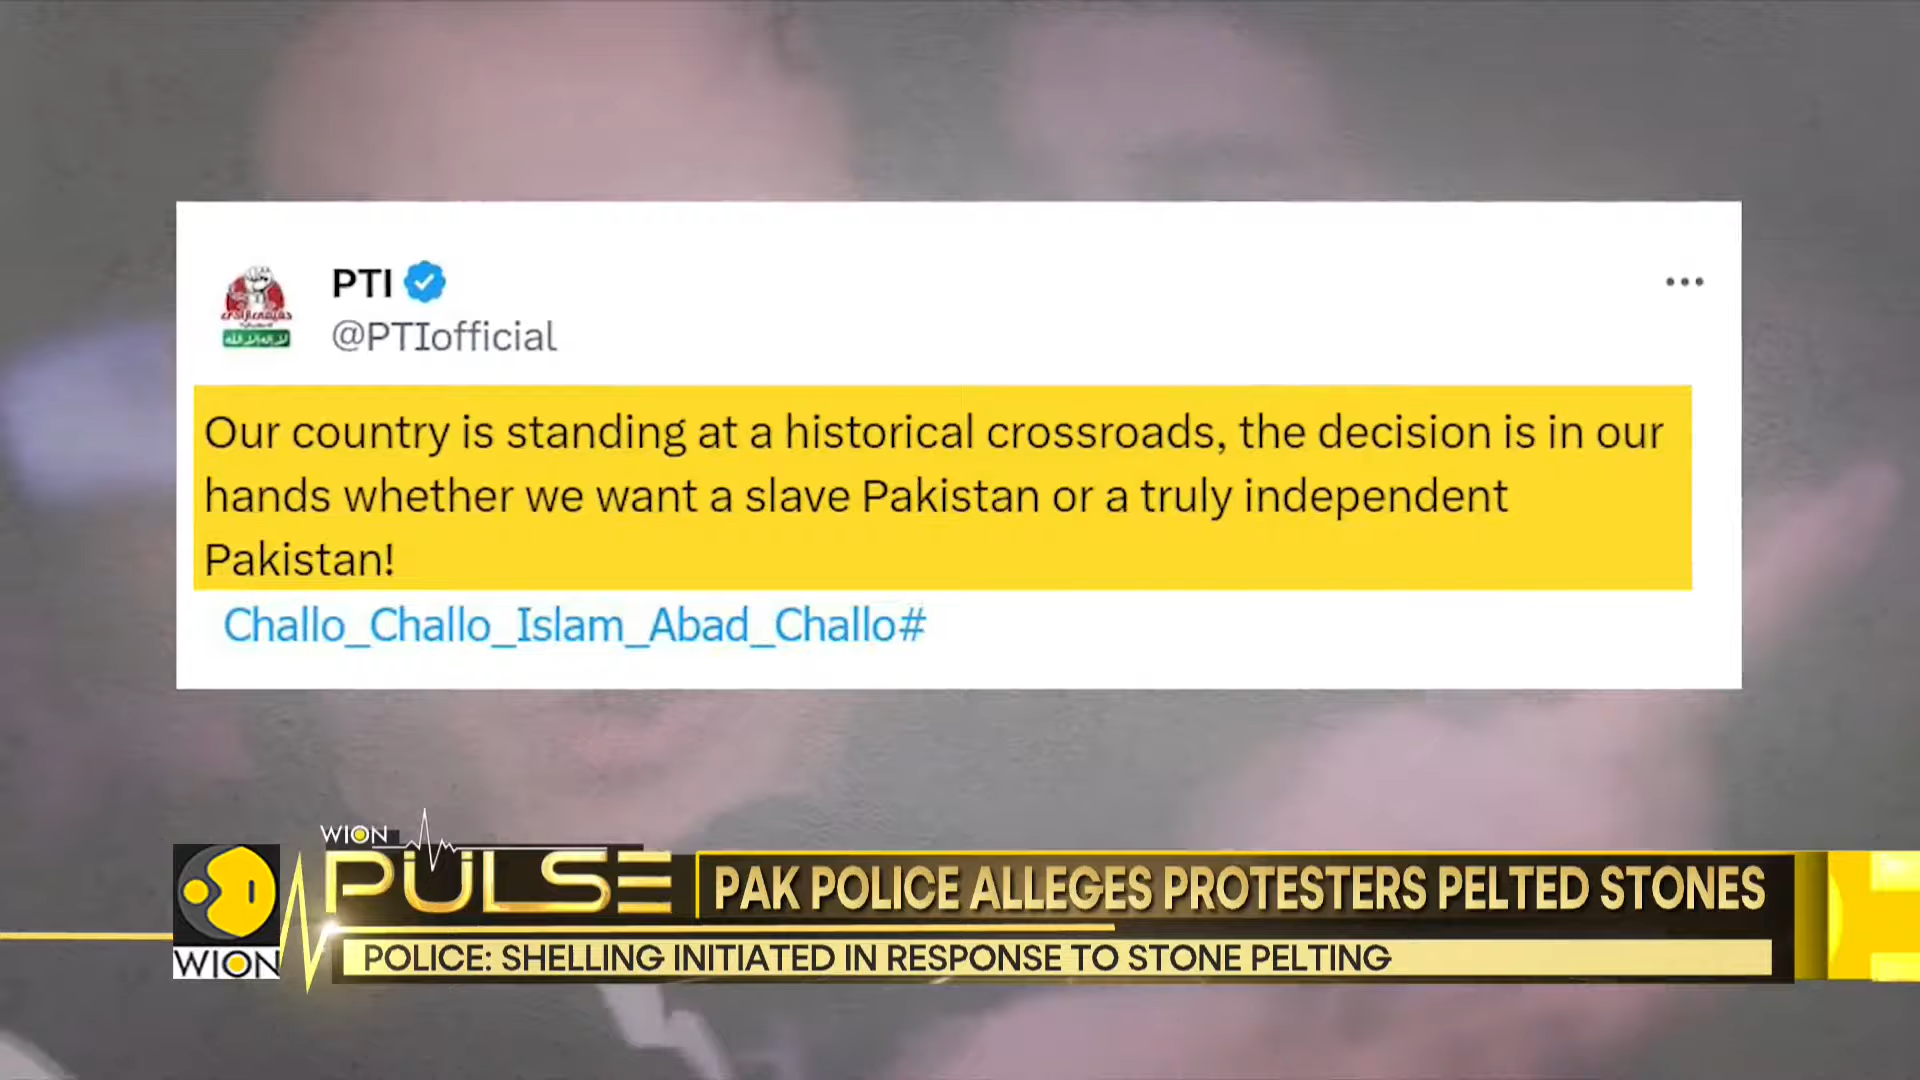 PTI
@PTIofficial
Our country is standing at a historical crossroads, the decision is in our
hands whether we want a slave Pakistan or a truly independent
Pakistan!
Challo_Challo_Islam_Abad_Challo#
WION
PULSE
PAK POLICE ALLEGES PROTESTERS PELTED STONES
WION
POLICE: SHELLING INITIATED IN RESPONSE TO STONE PELTING